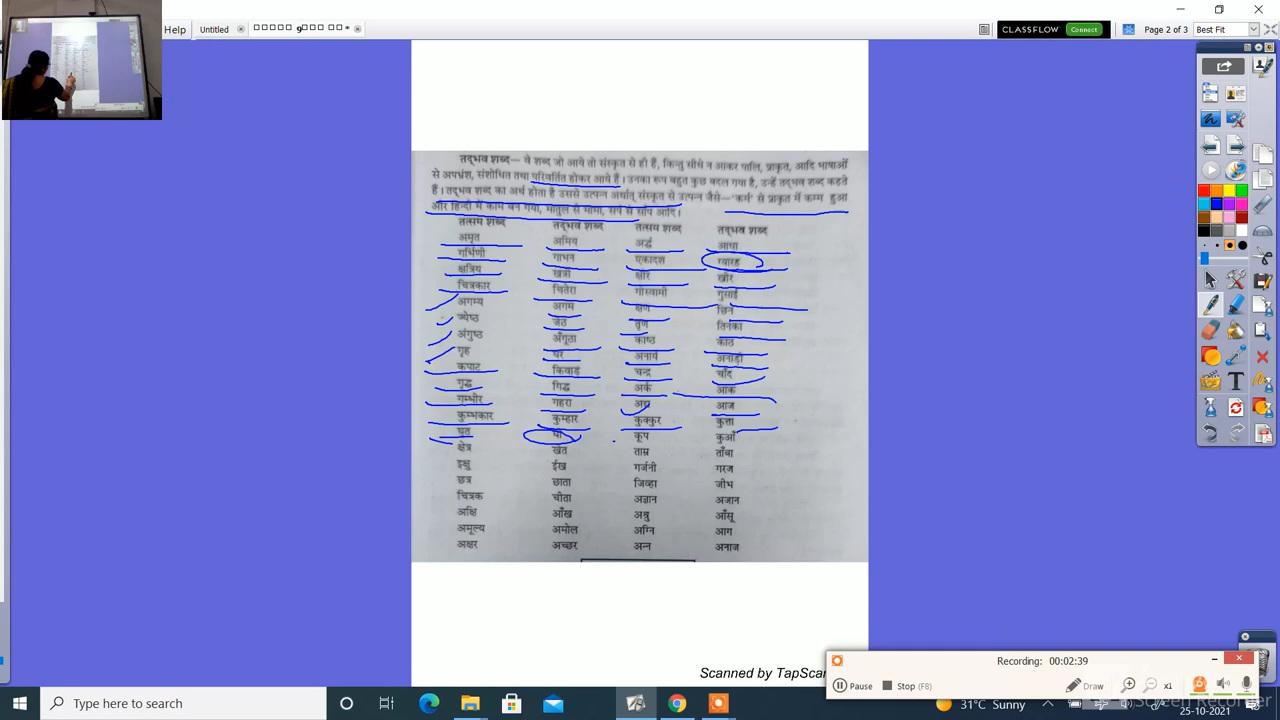 Help
Untitled
9
CLASSFLOW
Connect
Page 2 of 3
Best Fit
तद्भव शब्द— वे शब्द जो आये तो संस्कृत से ही हैं, किन्तु सीधे न आकर पालि, प्राकृत, आदि भाषाओं
से अपभ्रंश, संशोधित तथा परिवर्तित होकर आये हैं। उनका रूप बहुत कुछ बदल गया है, उन्हें तद्भव शब्द कहते
हैं। तद्भव शब्द का अर्थ होता है उससे उत्पन्न अर्थात् संस्कृत से उत्पन्न जैसे—'कर्म' से प्राकृत में कम्म हुआ
और हिन्दी में काम बन गया, मातुल से मामा, सर्प से साँप आदि।
तत्सम शब्द तद्भव शब्द तत्सम शब्द तद्भव शब्द
अमृत अमिय अर्द्ध आधा
गर्भिणी गाभन एकादश ग्यारह
क्षत्रिय खत्री क्षीर खीर
चित्रकार चितेरा गोस्वामी गुसाई
अगम्य अगम क्षण छिन
ज्येष्ठ जेठ तृण तिनका
अंगुष्ठ अँगूठा काष्ठ काठ
गृह घर अनार्य अनाड़ी
कपाट किवाड़ चन्द्र चाँद
गृद्ध गिद्ध अर्क आक
गम्भीर गहरा अद्य आज
कुम्भकार कुम्हार कुक्कुर कुत्ता
घृत घी कूप कुआँ
क्षेत्र खेत ताम्र ताँबा
इक्षु ईख गर्जनी गरज
छत्र छाता जिव्हा जीभ
चित्रक चीता अज्ञान अजान
अक्षि आँख अश्रु आँसू
अमूल्य अमोल अग्नि आग
अक्षर अच्छर अन्न अनाज
Scanned by TapScan
Recording: 00:02:39
Pause
Stop (F8)
Draw
x1
Type here to search
31°C Sunny
25-10-2021